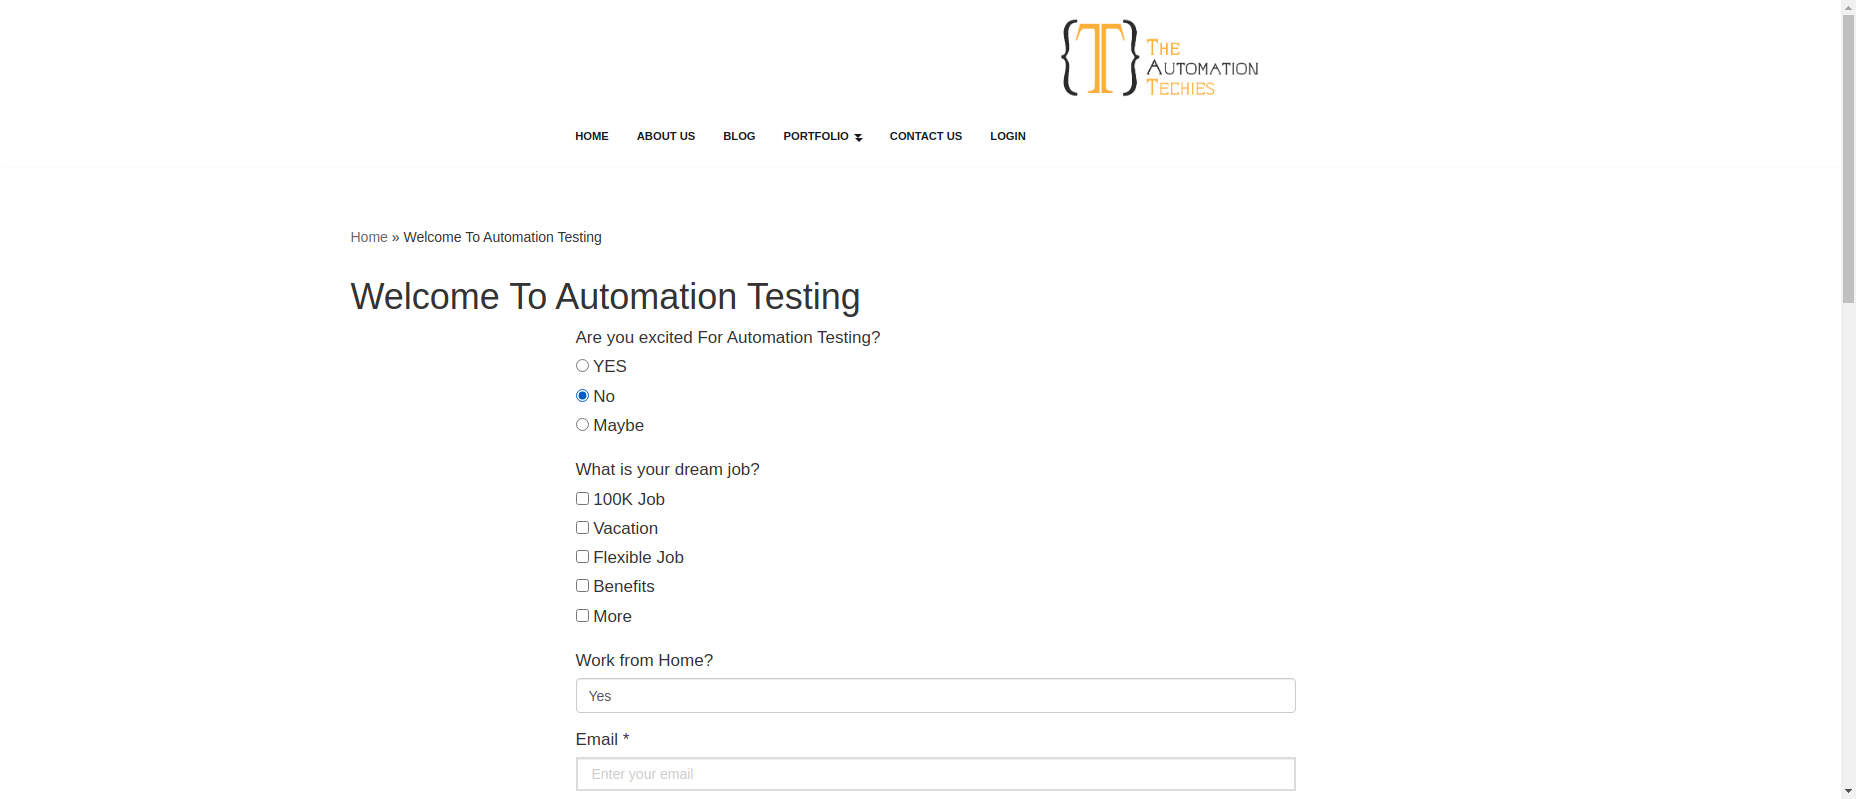 {T} THE
AUTOMATION
TECHIES
HOME ABOUT US BLOG PORTFOLIO CONTACT US LOGIN
Home » Welcome To Automation Testing
Welcome To Automation Testing
Are you excited For Automation Testing?
YES
No
Maybe
What is your dream job?
100K Job
Vacation
Flexible Job
Benefits
More
Work from Home?
Yes
Email *
Enter your email